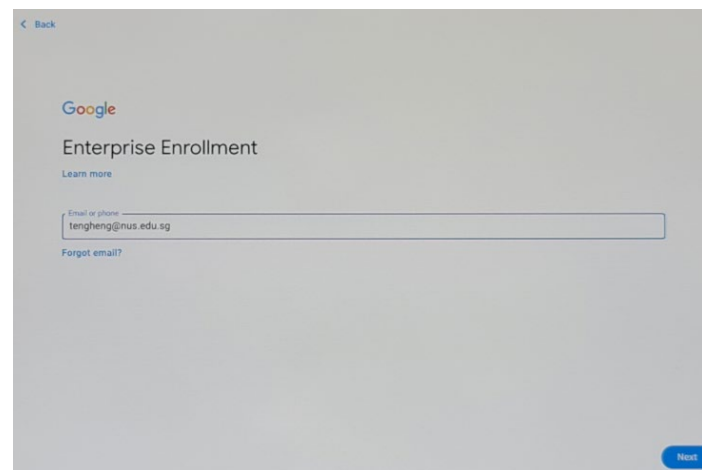 Back
Google
Enterprise Enrollment
Learn more
Email or phone
tengheng@nus.edu.sg
Forgot email?
Next